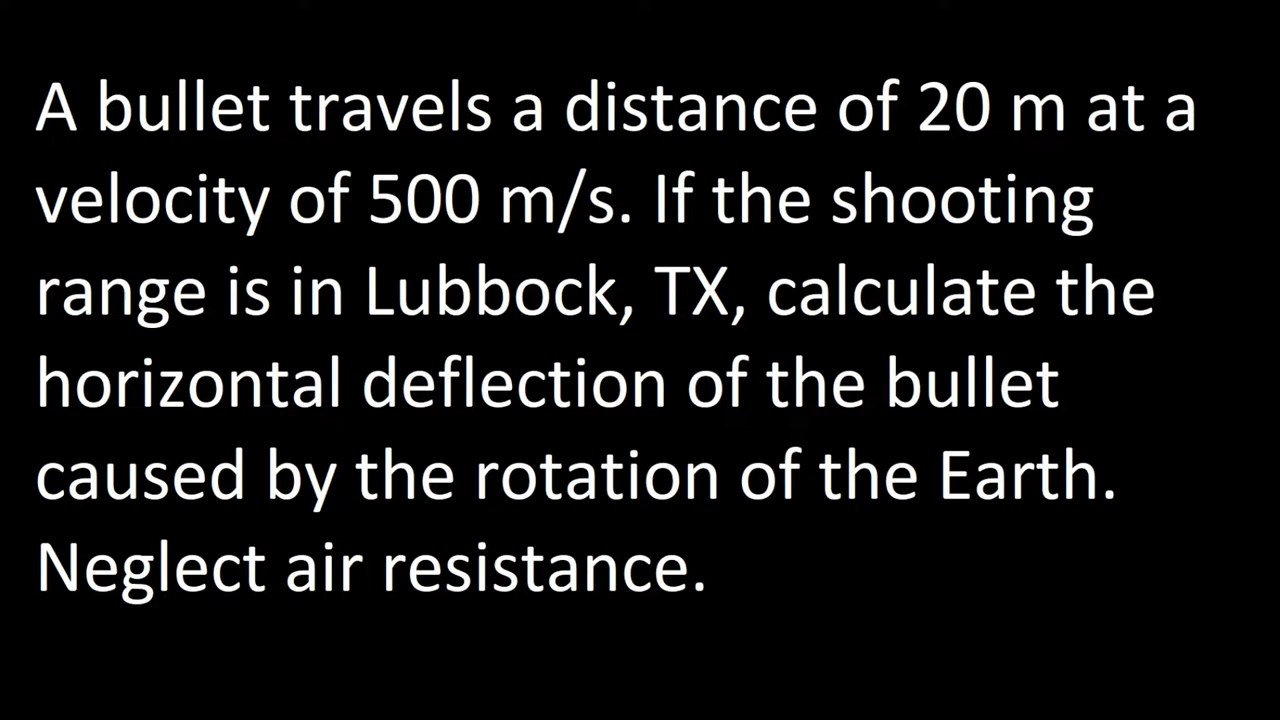 A bullet travels a distance of 20 m at a
velocity of 500 m/s. If the shooting
range is in Lubbock, TX, calculate the
horizontal deflection of the bullet
caused by the rotation of the Earth.
Neglect air resistance.